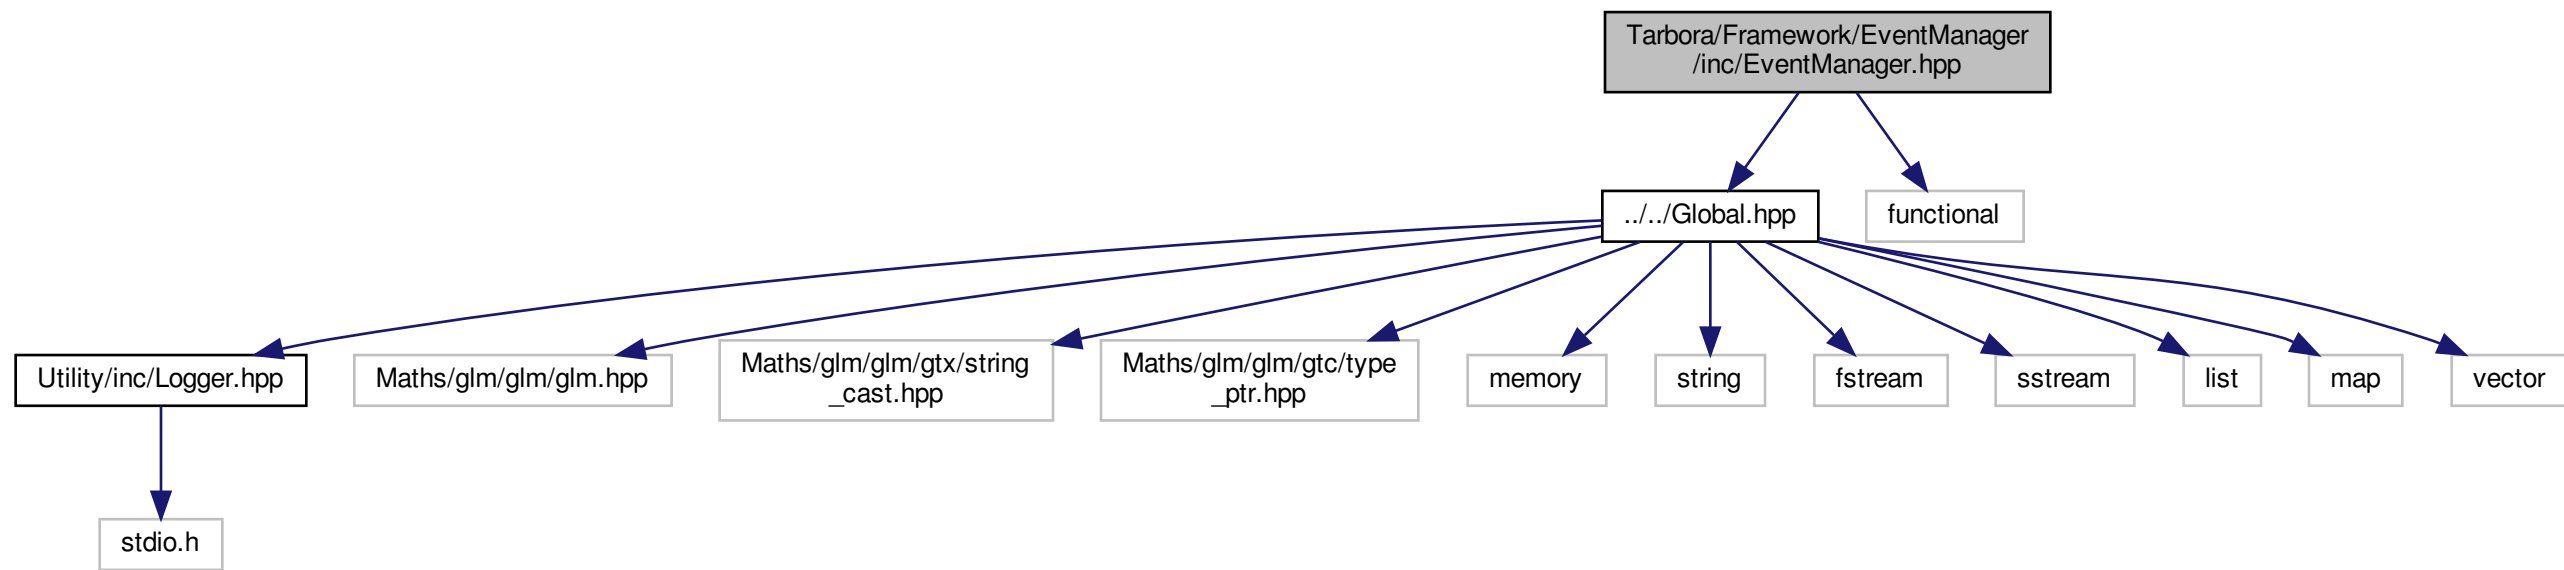 Tarbora/Framework/EventManager
/inc/EventManager.hpp
../../Global.hpp
functional
Utility/inc/Logger.hpp
Maths/glm/glm/glm.hpp
Maths/glm/glm/gtx/string
_cast.hpp
Maths/glm/glm/gtc/type
_ptr.hpp
memory
string
fstream
sstream
list
map
vector
stdio.h